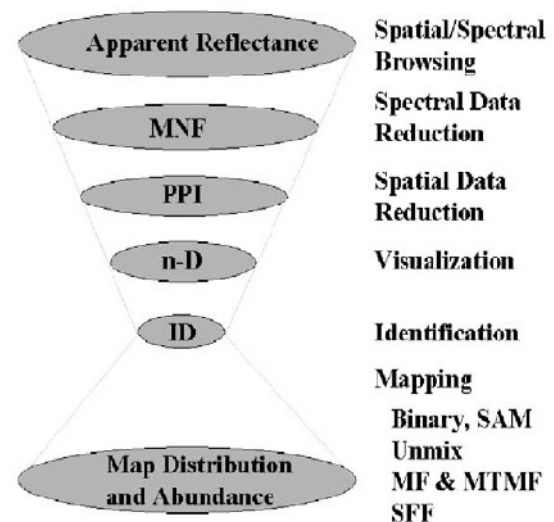 Apparent Reflectance
Spatial/Spectral
Browsing
MNF
Spectral Data
Reduction
PPI
Spatial Data
Reduction
n-D
Visualization
ID
Identification
Mapping
Binary, SAM
Unmix
MF & MTMF
SFF
Map Distribution
and Abundance